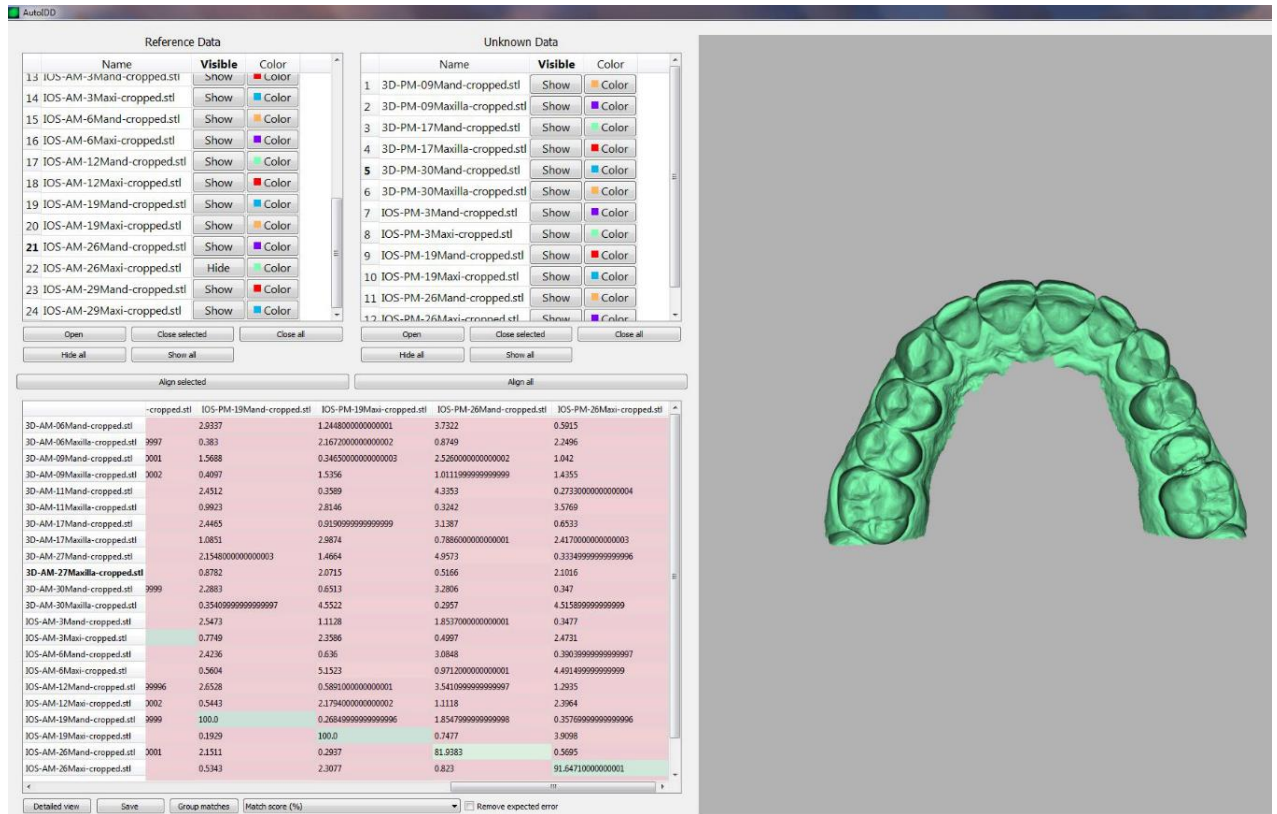 AutoIDD
Reference Data
Name Visible Color
13 IOS-AM-3Mand-cropped.stl Show Color
14 IOS-AM-3Maxi-cropped.stl Show Color
15 IOS-AM-6Mand-cropped.stl Show Color
16 IOS-AM-6Maxi-cropped.stl Show Color
17 IOS-AM-12Mand-cropped.stl Show Color
18 IOS-AM-12Maxi-cropped.stl Show Color
19 IOS-AM-19Mand-cropped.stl Show Color
20 IOS-AM-19Maxi-cropped.stl Show Color
21 IOS-AM-26Mand-cropped.stl Show Color
22 IOS-AM-26Maxi-cropped.stl Hide Color
23 IOS-AM-29Mand-cropped.stl Show Color
24 IOS-AM-29Maxi-cropped.stl Show Color
Open Close selected Close all
Hide all Show all
Unknown Data
Name Visible Color
1 3D-PM-09Mand-cropped.stl Show Color
2 3D-PM-09Maxilla-cropped.stl Show Color
3 3D-PM-17Mand-cropped.stl Show Color
4 3D-PM-17Maxilla-cropped.stl Show Color
5 3D-PM-30Mand-cropped.stl Show Color
6 3D-PM-30Maxilla-cropped.stl Show Color
7 IOS-PM-3Mand-cropped.stl Show Color
8 IOS-PM-3Maxi-cropped.stl Show Color
9 IOS-PM-19Mand-cropped.stl Show Color
10 IOS-PM-19Maxi-cropped.stl Show Color
11 IOS-PM-26Mand-cropped.stl Show Color
12 IOS-PM-26Maxi-cropped.stl Show Color
Open Close selected Close all
Hide all Show all
Align selected Align all
-cropped.stl IOS-PM-19Mand-cropped.stl IOS-PM-19Maxi-cropped.stl IOS-PM-26Mand-cropped.stl IOS-PM-26Maxi-cropped.stl
3D-AM-06Mand-cropped.stl 2.9337 1.2448000000000001 3.7322 0.5915
3D-AM-06Maxilla-cropped.stl 9997 0.383 2.1672000000000002 0.8749 2.2496
3D-AM-09Mand-cropped.stl 0001 1.5688 0.34650000000000003 2.5260000000000002 1.042
3D-AM-09Maxilla-cropped.stl 0002 0.4097 1.5356 1.0111999999999999 1.4355
3D-AM-11Mand-cropped.stl 2.4512 0.3589 4.3353 0.27330000000000004
3D-AM-11Maxilla-cropped.stl 0.9923 2.8146 0.3242 3.5769
3D-AM-17Mand-cropped.stl 2.4465 0.9190999999999999 3.1387 0.6533
3D-AM-17Maxilla-cropped.stl 1.0851 2.9874 0.7886000000000001 2.4170000000000003
3D-AM-27Mand-cropped.stl 2.1548000000000003 1.4664 4.9573 0.33349999999999996
3D-AM-27Maxilla-cropped.stl 0.8782 2.0715 0.5166 2.1016
3D-AM-30Mand-cropped.stl 9999 2.2883 0.6513 3.2806 0.347
3D-AM-30Maxilla-cropped.stl 0.35409999999999997 4.5522 0.2957 4.515899999999999
IOS-AM-3Mand-cropped.stl 2.5473 1.1128 1.8537000000000001 0.3477
IOS-AM-3Maxi-cropped.stl 0.7749 2.3586 0.4997 2.4731
IOS-AM-6Mand-cropped.stl 2.4236 0.636 3.0848 0.39039999999999997
IOS-AM-6Maxi-cropped.stl 0.5604 5.1523 0.9712000000000001 4.491499999999999
IOS-AM-12Mand-cropped.stl 99996 2.6528 0.5891000000000001 3.5410999999999997 1.2935
IOS-AM-12Maxi-cropped.stl 0002 0.5443 2.1794000000000002 1.1118 2.3964
IOS-AM-19Mand-cropped.stl 9999 100.0 0.26849999999999996 1.8547999999999998 0.35769999999999996
IOS-AM-19Maxi-cropped.stl 0.1929 100.0 0.7477 3.9098
IOS-AM-26Mand-cropped.stl 0001 2.1511 0.2937 81.9383 0.5695
IOS-AM-26Maxi-cropped.stl 0.5343 2.3077 0.823 91.64710000000001
Detailed view Save Group matches Match score (%) Remove expected error